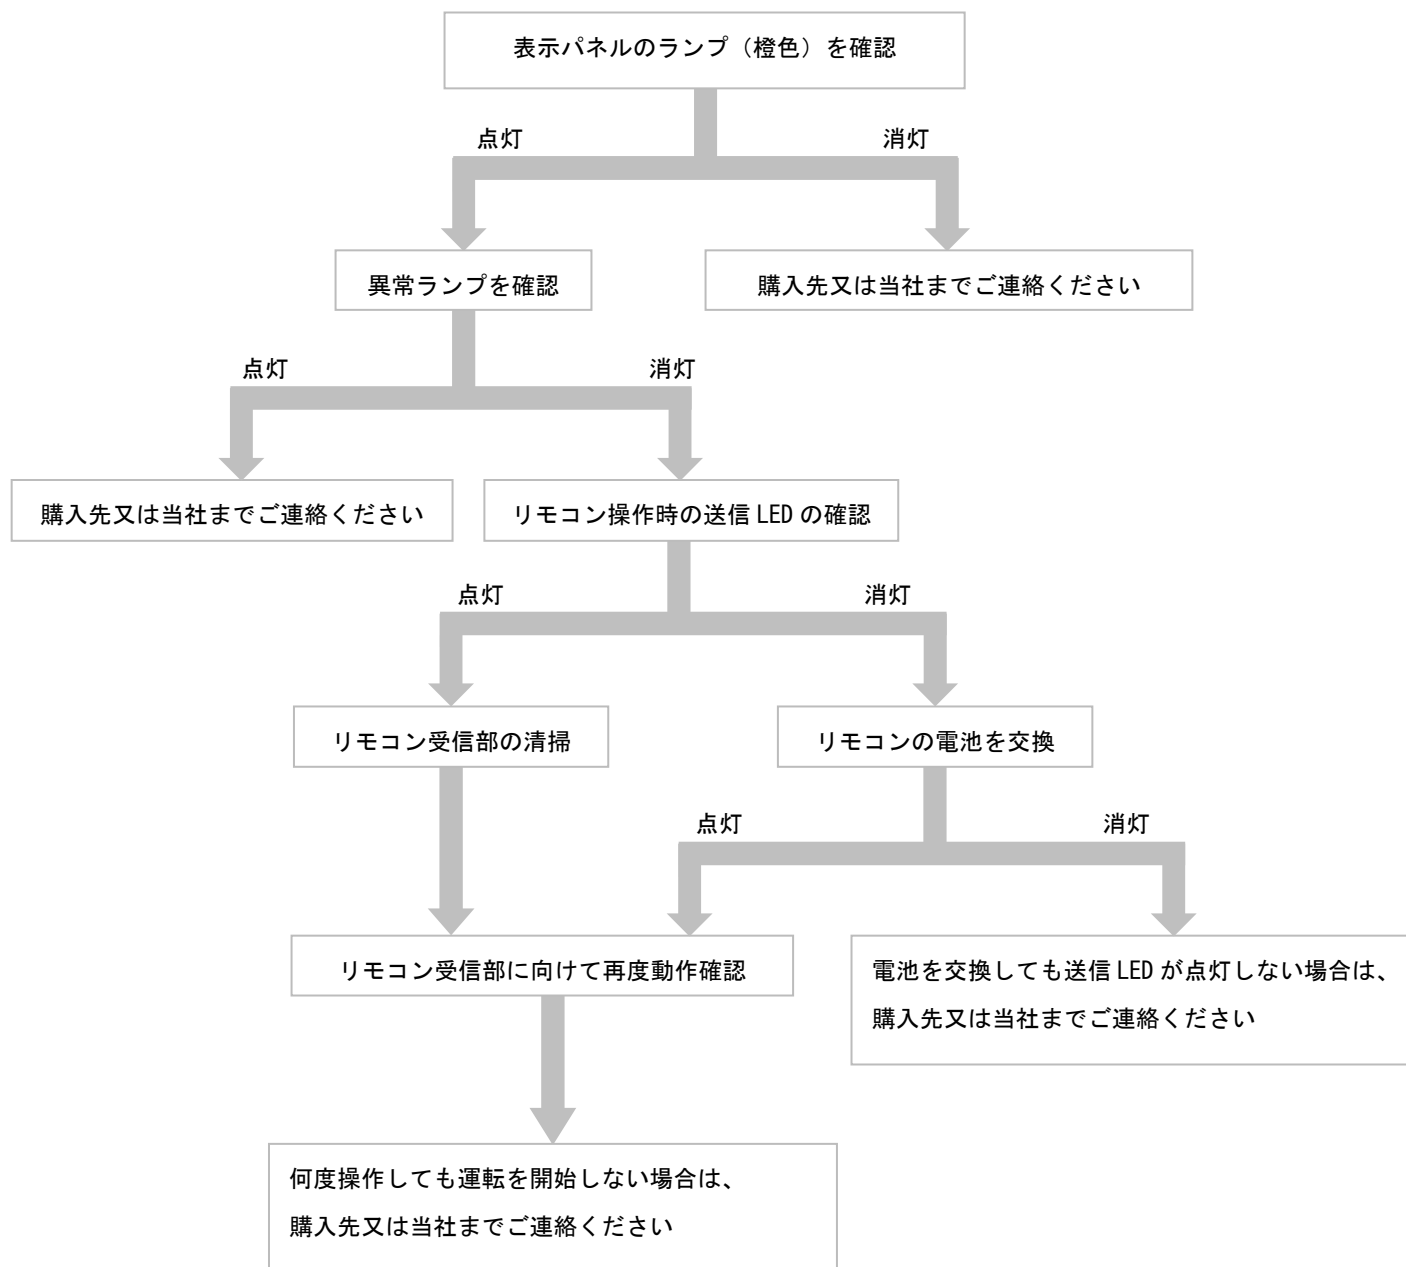 表示パネルのランプ（橙色）を確認
点灯
消灯
異常ランプを確認
購入先又は当社までご連絡ください
点灯
消灯
購入先又は当社までご連絡ください
リモコン操作時の送信 LED の確認
点灯
消灯
リモコン受信部の清掃
リモコンの電池を交換
点灯
消灯
リモコン受信部に向けて再度動作確認
電池を交換しても送信 LED が点灯しない場合は、
購入先又は当社までご連絡ください
何度操作しても運転を開始しない場合は、
購入先又は当社までご連絡ください